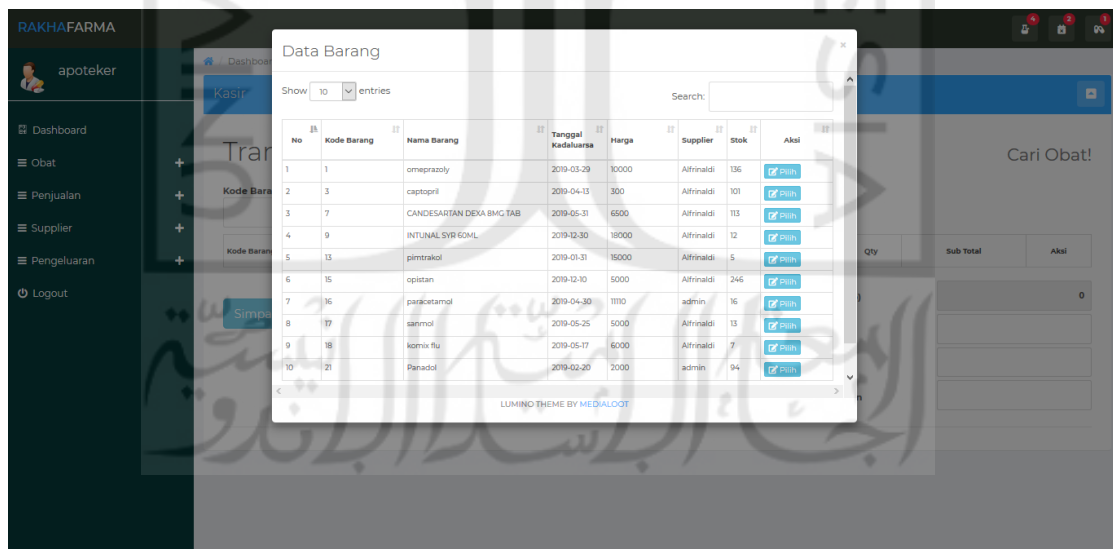 RAKHAFARMA
4 2 1
apoteker
Dashboard
Obat
Penjualan
Supplier
Pengeluaran
Logout
Kasir
Cari Obat!
Kode Barang Qty Sub Total Aksi
0
Data Barang ×
Show 10 entries Search:
No Kode Barang Nama Barang Tanggal Kadaluarsa Harga Supplier Stok Aksi
1 1 omeprazoly 2019-03-29 10000 Alfrinaldi 136 Pilih
2 3 captopril 2019-04-13 300 Alfrinaldi 101 Pilih
3 7 CANDESARTAN DEXA 8MG TAB 2019-05-31 6500 Alfrinaldi 113 Pilih
4 9 INTUNAL SYR 60ML 2019-12-30 18000 Alfrinaldi 12 Pilih
5 13 pimtrakol 2019-01-31 15000 Alfrinaldi 5 Pilih
6 15 opistan 2019-12-10 5000 Alfrinaldi 246 Pilih
7 16 paracetamol 2019-04-30 11110 admin 16 Pilih
8 17 sanmol 2019-05-25 5000 Alfrinaldi 13 Pilih
9 18 komix flu 2019-05-17 6000 Alfrinaldi 7 Pilih
10 21 Panadol 2019-02-20 2000 admin 94 Pilih
LUMINO THEME BY MEDIALOOT